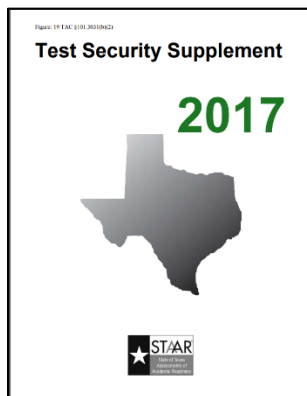 Figure: 19 TAC §101.3031(b)(2)
Test Security Supplement
2017
STAAR
State of Texas
Assessments of
Academic Readiness